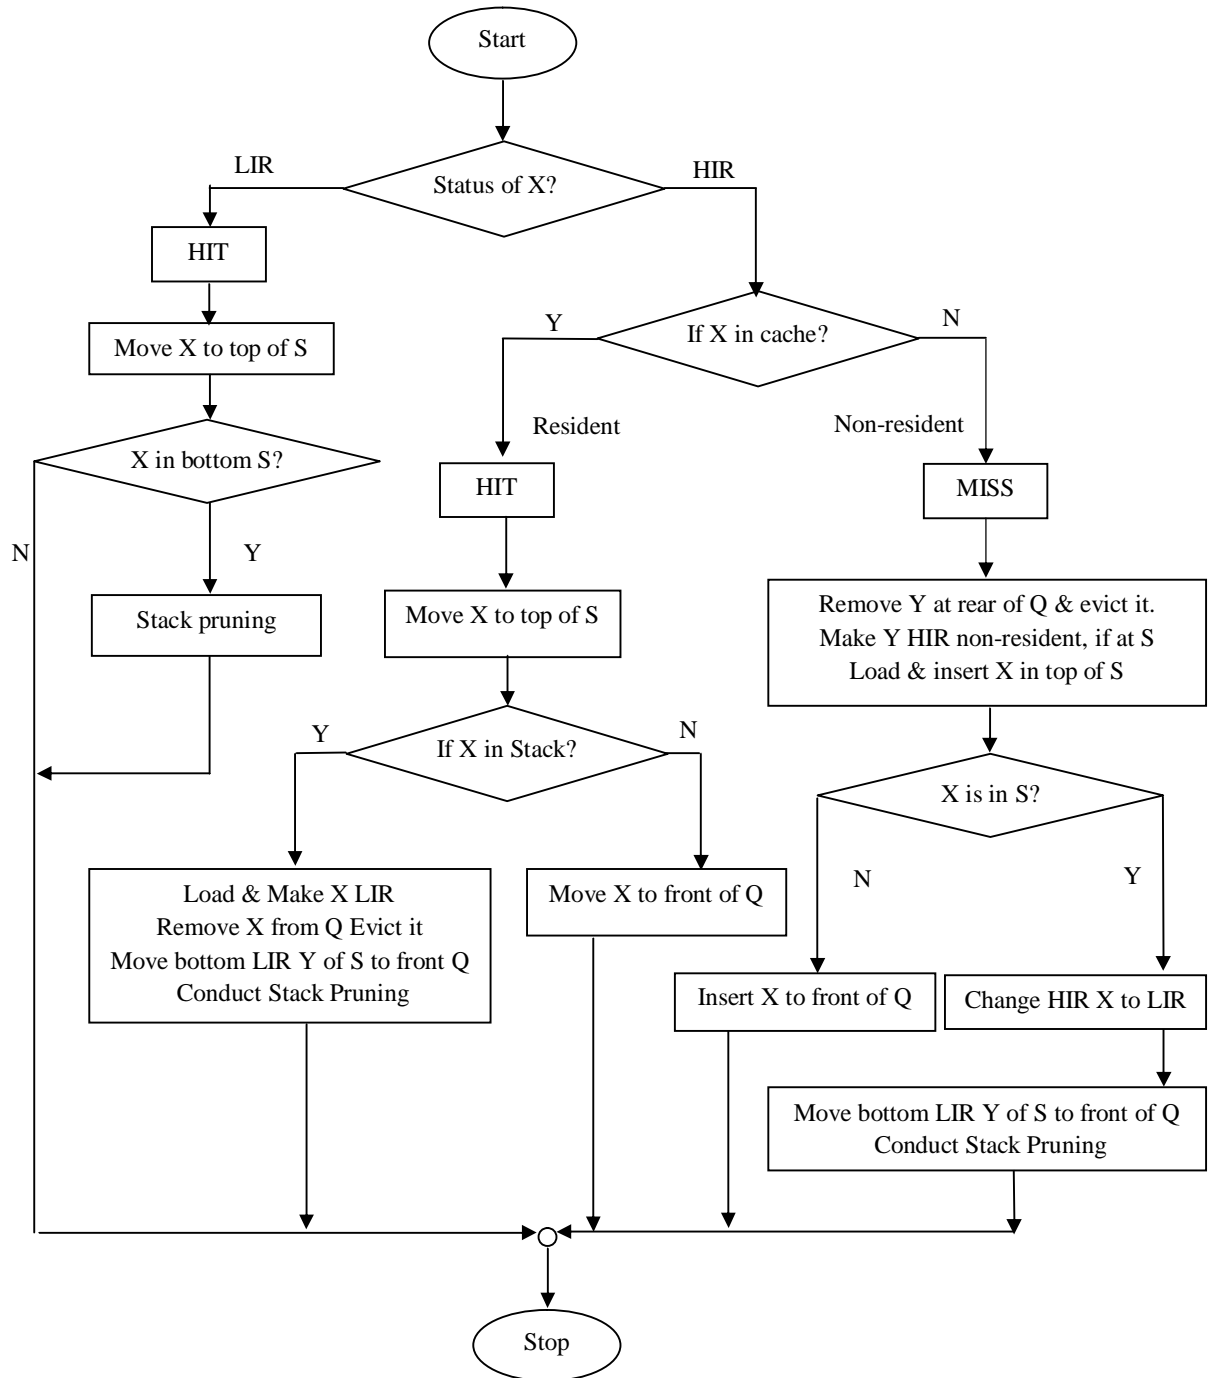 Start
LIR
HIR
Status of X?
HIT
Move X to top of S
X in bottom S?
N
Y
Stack pruning
If X in cache?
Y
N
Resident
Non-resident
HIT
MISS
Move X to top of S
Remove Y at rear of Q & evict it.
Make Y HIR non-resident, if at S
Load & insert X in top of S
If X in Stack?
Y
N
X is in S?
N
Y
Load & Make X LIR
Remove X from Q Evict it
Move bottom LIR Y of S to front Q
Conduct Stack Pruning
Move X to front of Q
Insert X to front of Q
Change HIR X to LIR
Move bottom LIR Y of S to front of Q
Conduct Stack Pruning
Stop